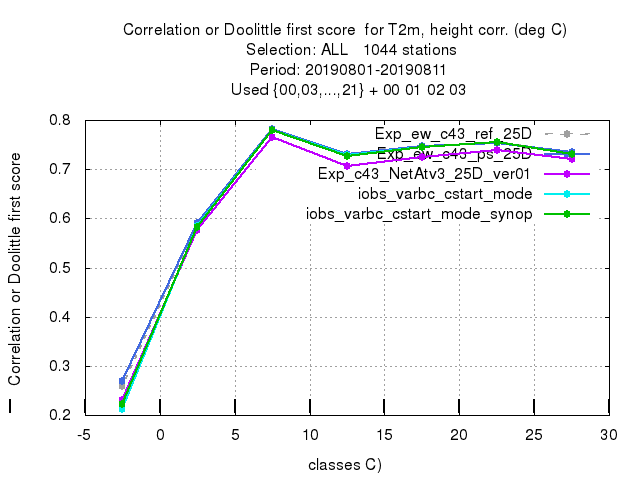 Correlation or Doolittle first score  for T2m, height corr. (deg C)
Selection: ALL   1044 stations
Period: 20190801-20190811
Used {00,03,...,21} + 00 01 02 03
Correlation or Doolittle first score
0.8
0.7
0.6
0.5
0.4
0.3
0.2
Exp_ew_c43_ref_25D
Exp_ew_c43_ps_25D
Exp_c43_NetAtv3_25D_ver01
iobs_varbc_cstart_mode
iobs_varbc_cstart_mode_synop
-5 0 5 10 15 20 25 30
classes C)